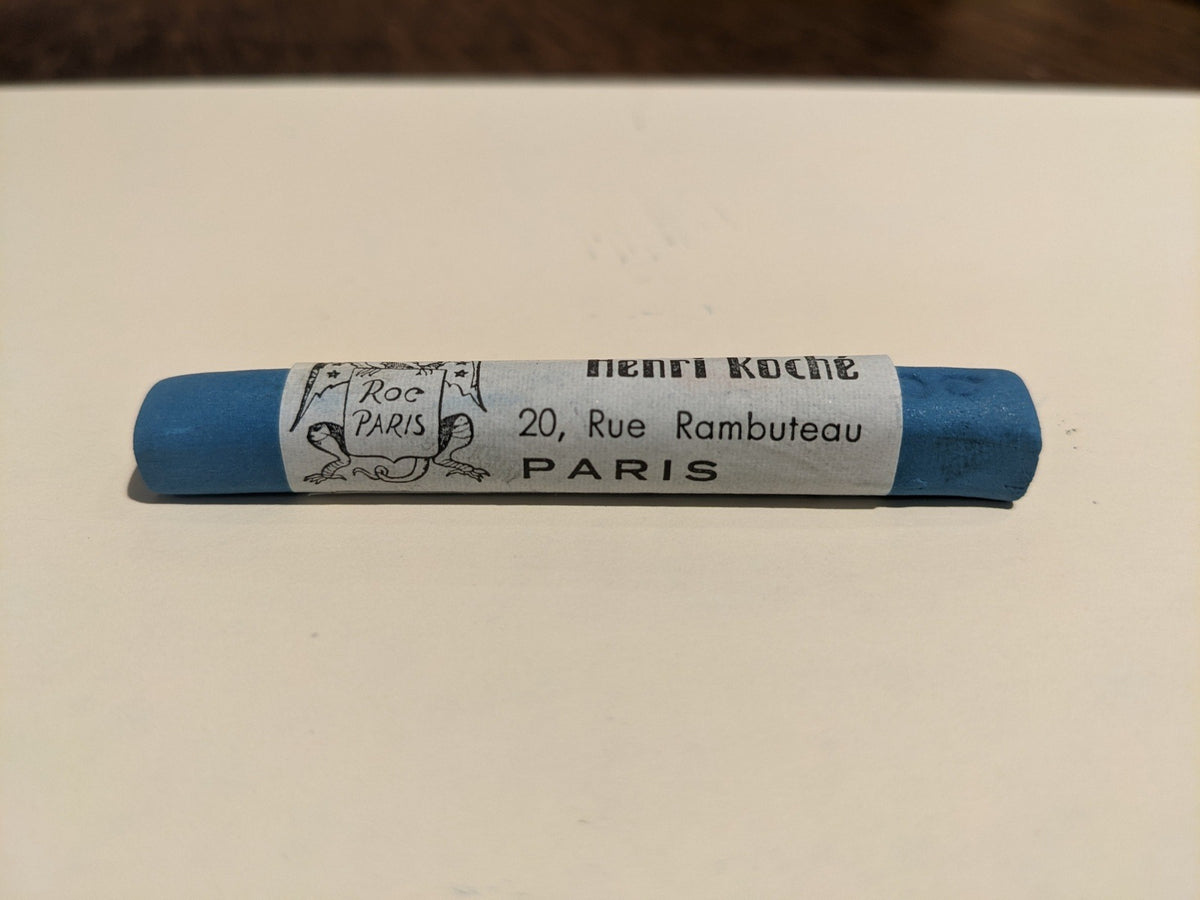 Roc
PARIS
Henri Roché
20, Rue Rambuteau
PARIS